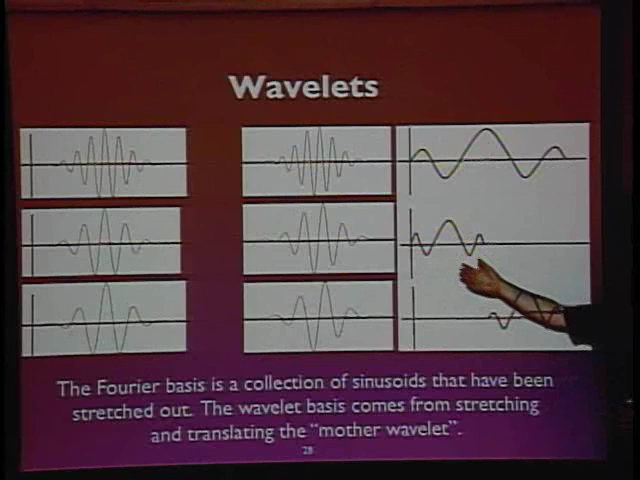 Wavelets
The Fourier basis is a collection of sinusoids that have been
stretched out. The wavelet basis comes from stretching
and translating the "mother wavelet".
28